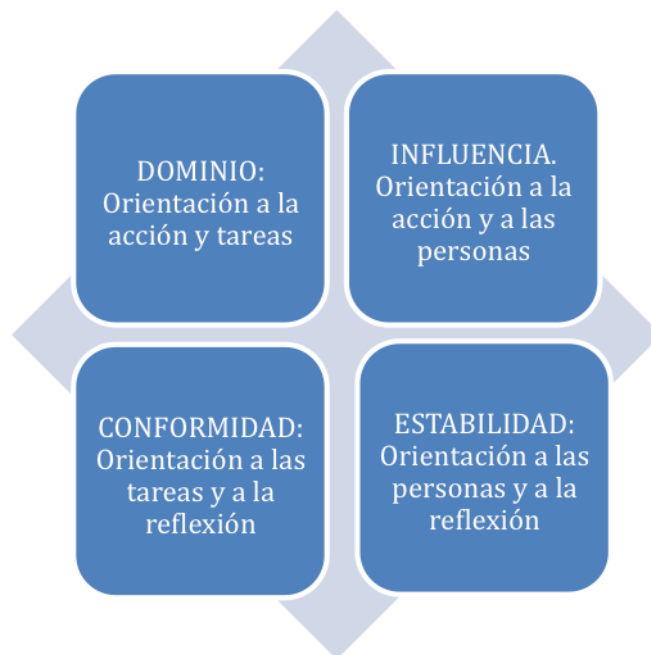 DOMINIO:
Orientación a la
acción y tareas
INFLUENCIA.
Orientación a la
acción y a las
personas
CONFORMIDAD:
Orientación a las
tareas y a la
reflexión
ESTABILIDAD:
Orientación a las
personas y a la
reflexión